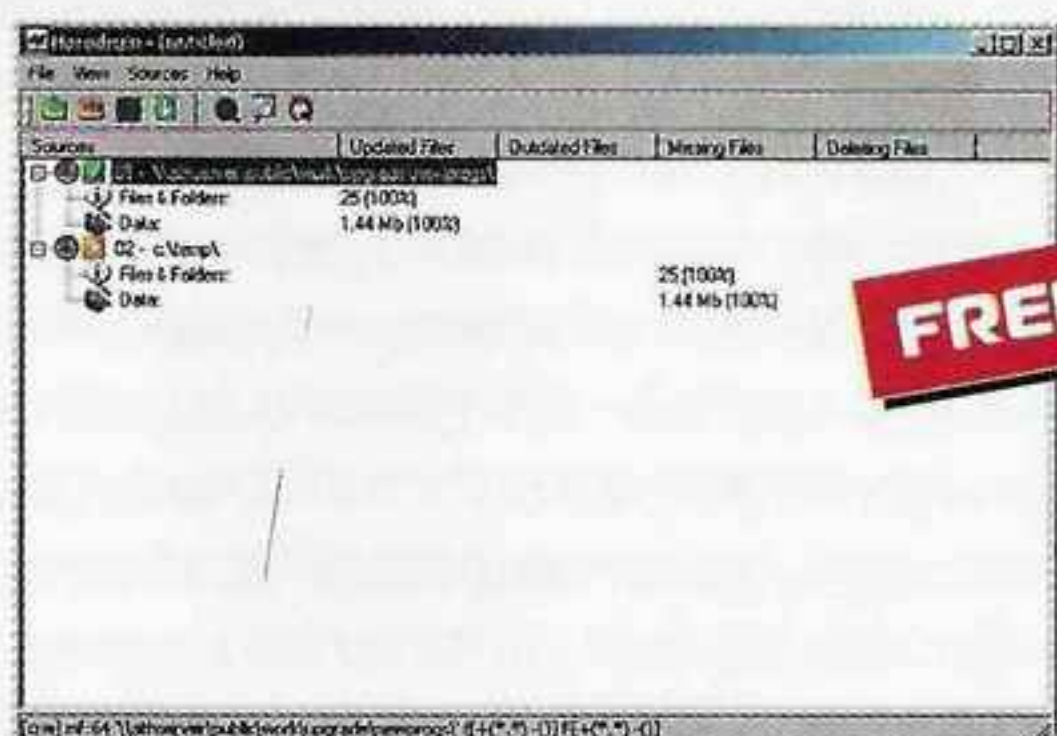 File View Sources Help
Sources Updated Files Outdated Files Missing Files Deleting Files
Files & Folders: 25 (100%)
Data: 1,44 Mb (100%)
02 - c:\temp\
Files & Folders: 25 (100%)
Data: 1.44 Mb (100%)
FREE